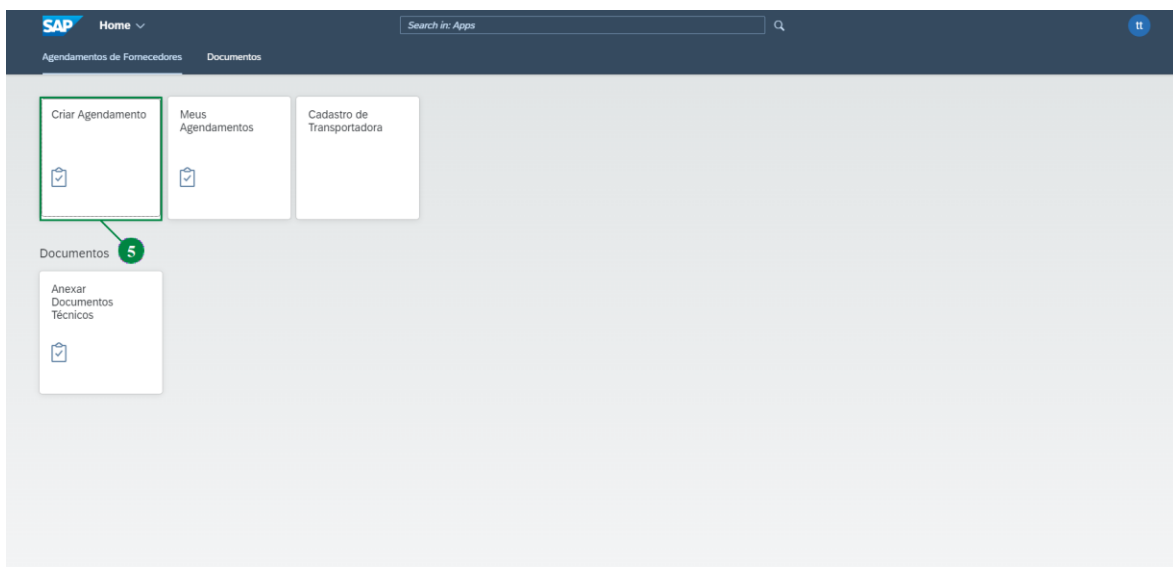 SAP Home
Search in: Apps
tt
Agendamentos de Fornecedores Documentos
Criar Agendamento
Meus
Agendamentos
Cadastro de
Transportadora
5
Documentos
Anexar
Documentos
Técnicos